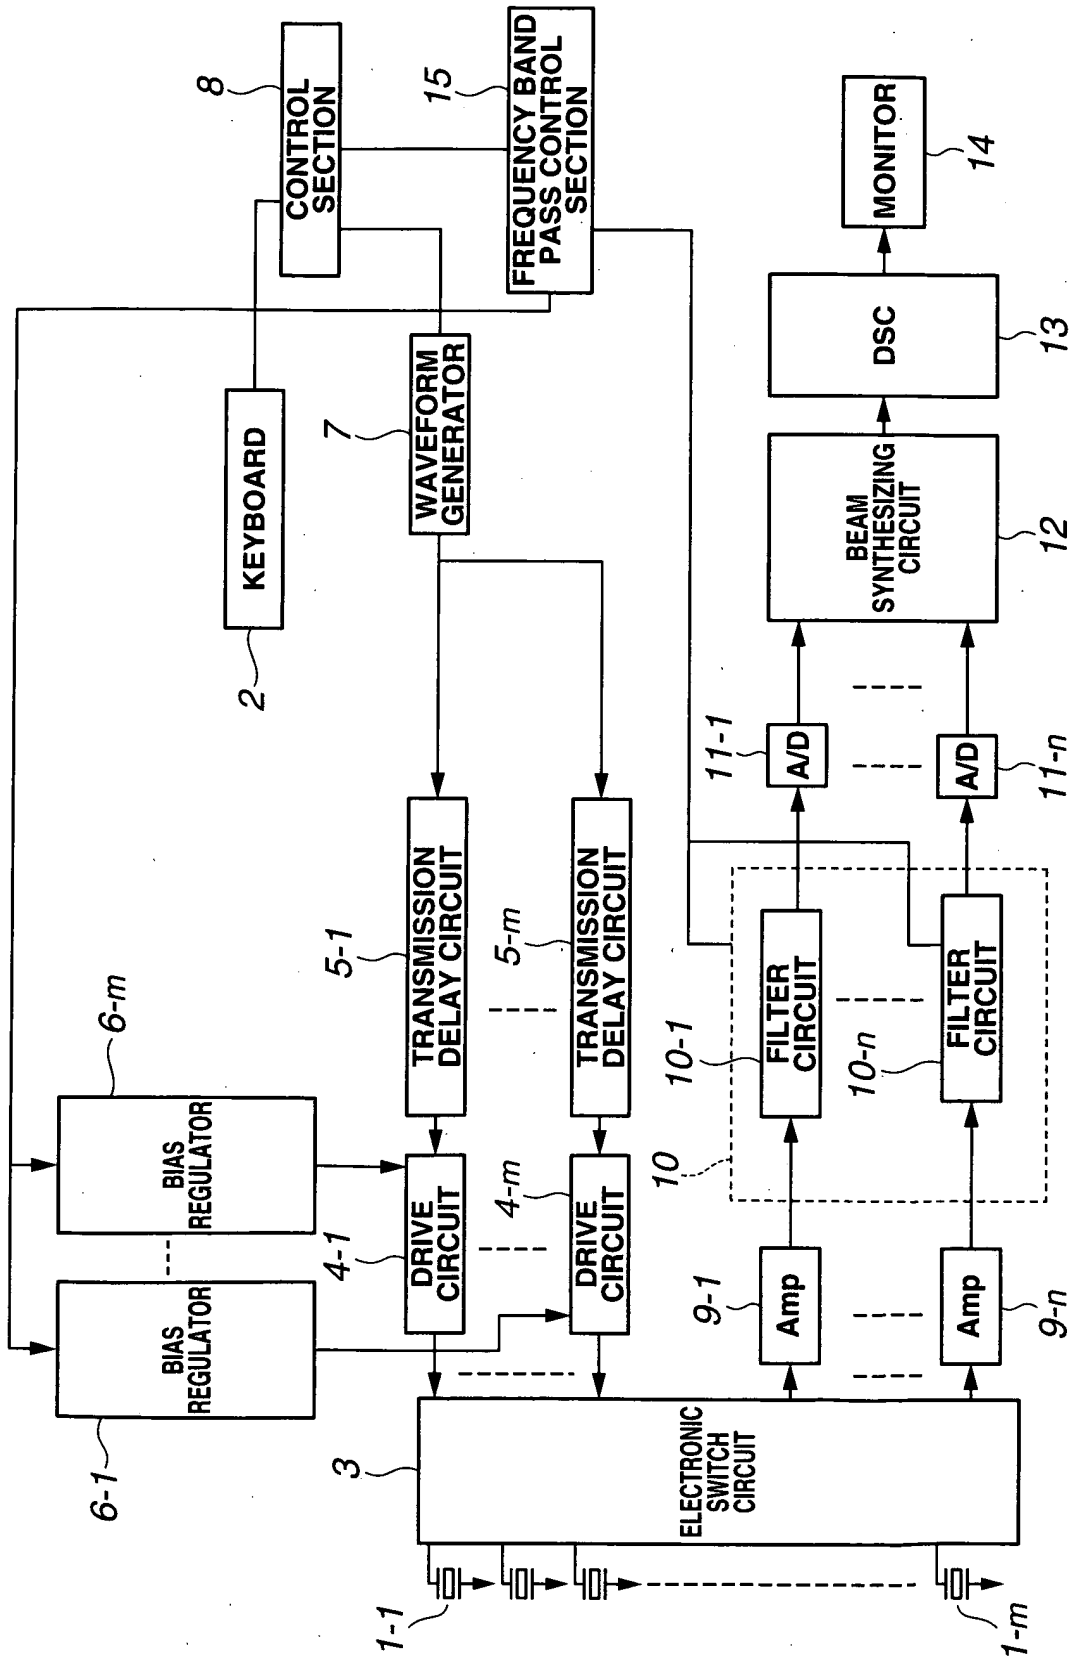 6-1
BIAS
REGULATOR
6-m
BIAS
REGULATOR
2
KEYBOARD
8
CONTROL
SECTION
15
FREQUENCY BAND
PASS CONTROL
SECTION
7
WAVEFORM
GENERATOR
5-1
TRANSMISSION
DELAY CIRCUIT
5-m
TRANSMISSION
DELAY CIRCUIT
4-1
DRIVE
CIRCUIT
4-m
DRIVE
CIRCUIT
3
ELECTRONIC
SWITCH
CIRCUIT
1-1
1-m
9-1
Amp
9-n
Amp
10
10-1
FILTER
CIRCUIT
10-n
FILTER
CIRCUIT
11-1
A/D
11-n
A/D
BEAM
SYNTHESIZING
CIRCUIT
12
DSC
13
MONITOR
14